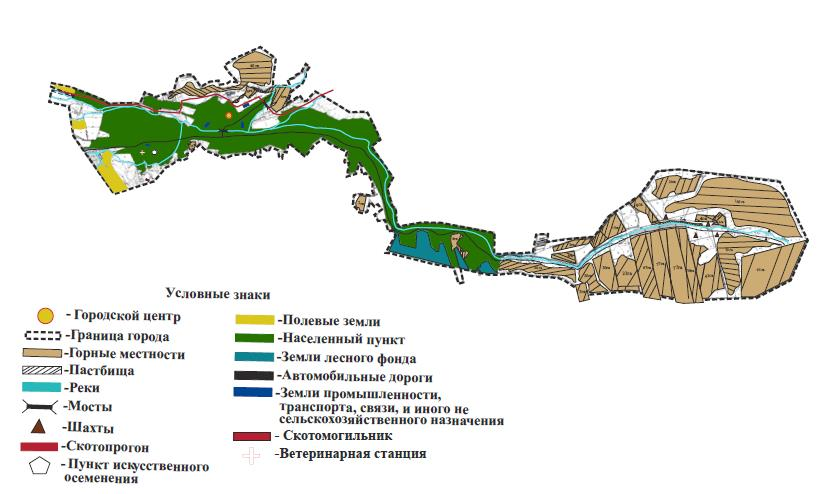 Условные знаки
- Городской центр
-Граница города
-Горные местности
-Пастбища
-Реки
-Мосты
-Шахты
-Скотопрогон
- Пункт искусственного
осеменения
-Полевые земли
-Населенный пункт
-Земли лесного фонда
-Автомобильные дороги
-Земли промышленности,
транспорта, связи, и иного не
сельскохозяйственного назначения
- Скотомогильник
-Ветеринарная станция